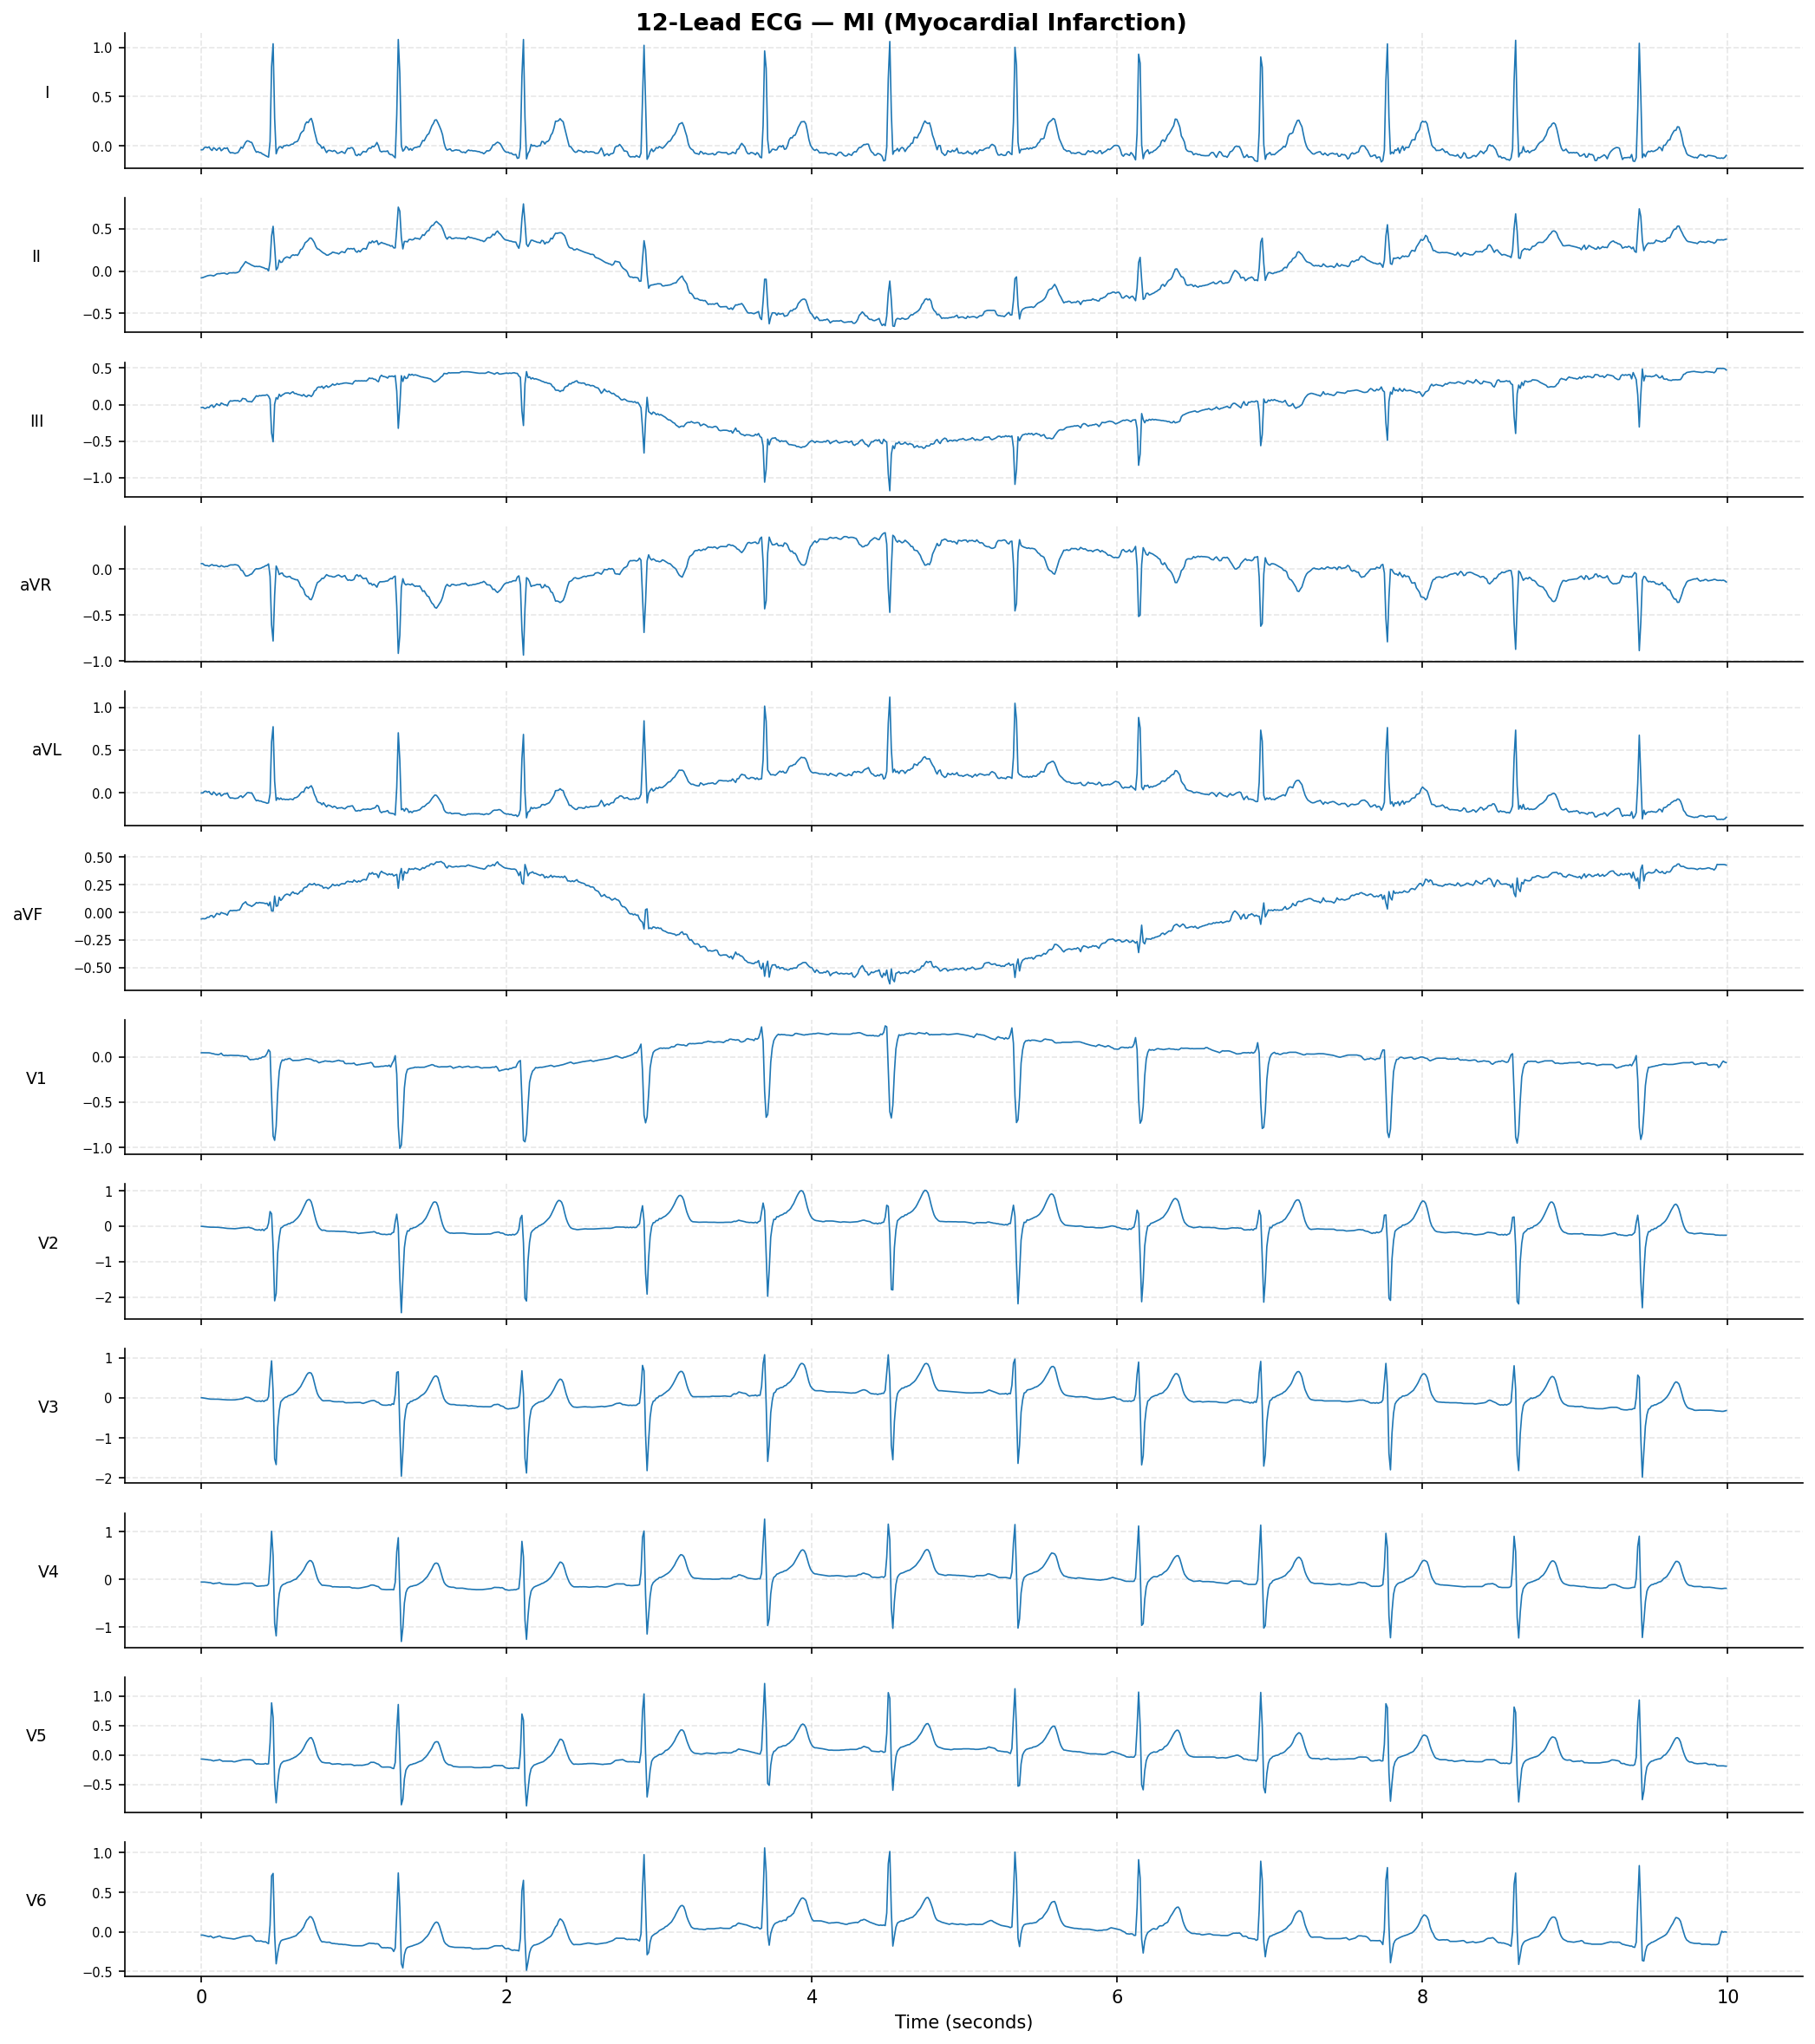 12-Lead ECG — MI (Myocardial Infarction)
I
1.0
0.5
0.0
II
0.5
0.0
−0.5
III
0.5
0.0
−0.5
−1.0
aVR
0.0
−0.5
−1.0
aVL
1.0
0.5
0.0
aVF
0.50
0.25
0.00
−0.25
−0.50
V1
0.0
−0.5
−1.0
V2
1
0
−1
−2
V3
1
0
−1
−2
V4
1
0
−1
V5
1.0
0.5
0.0
−0.5
V6
1.0
0.5
0.0
−0.5
0 2 4 6 8 10
Time (seconds)